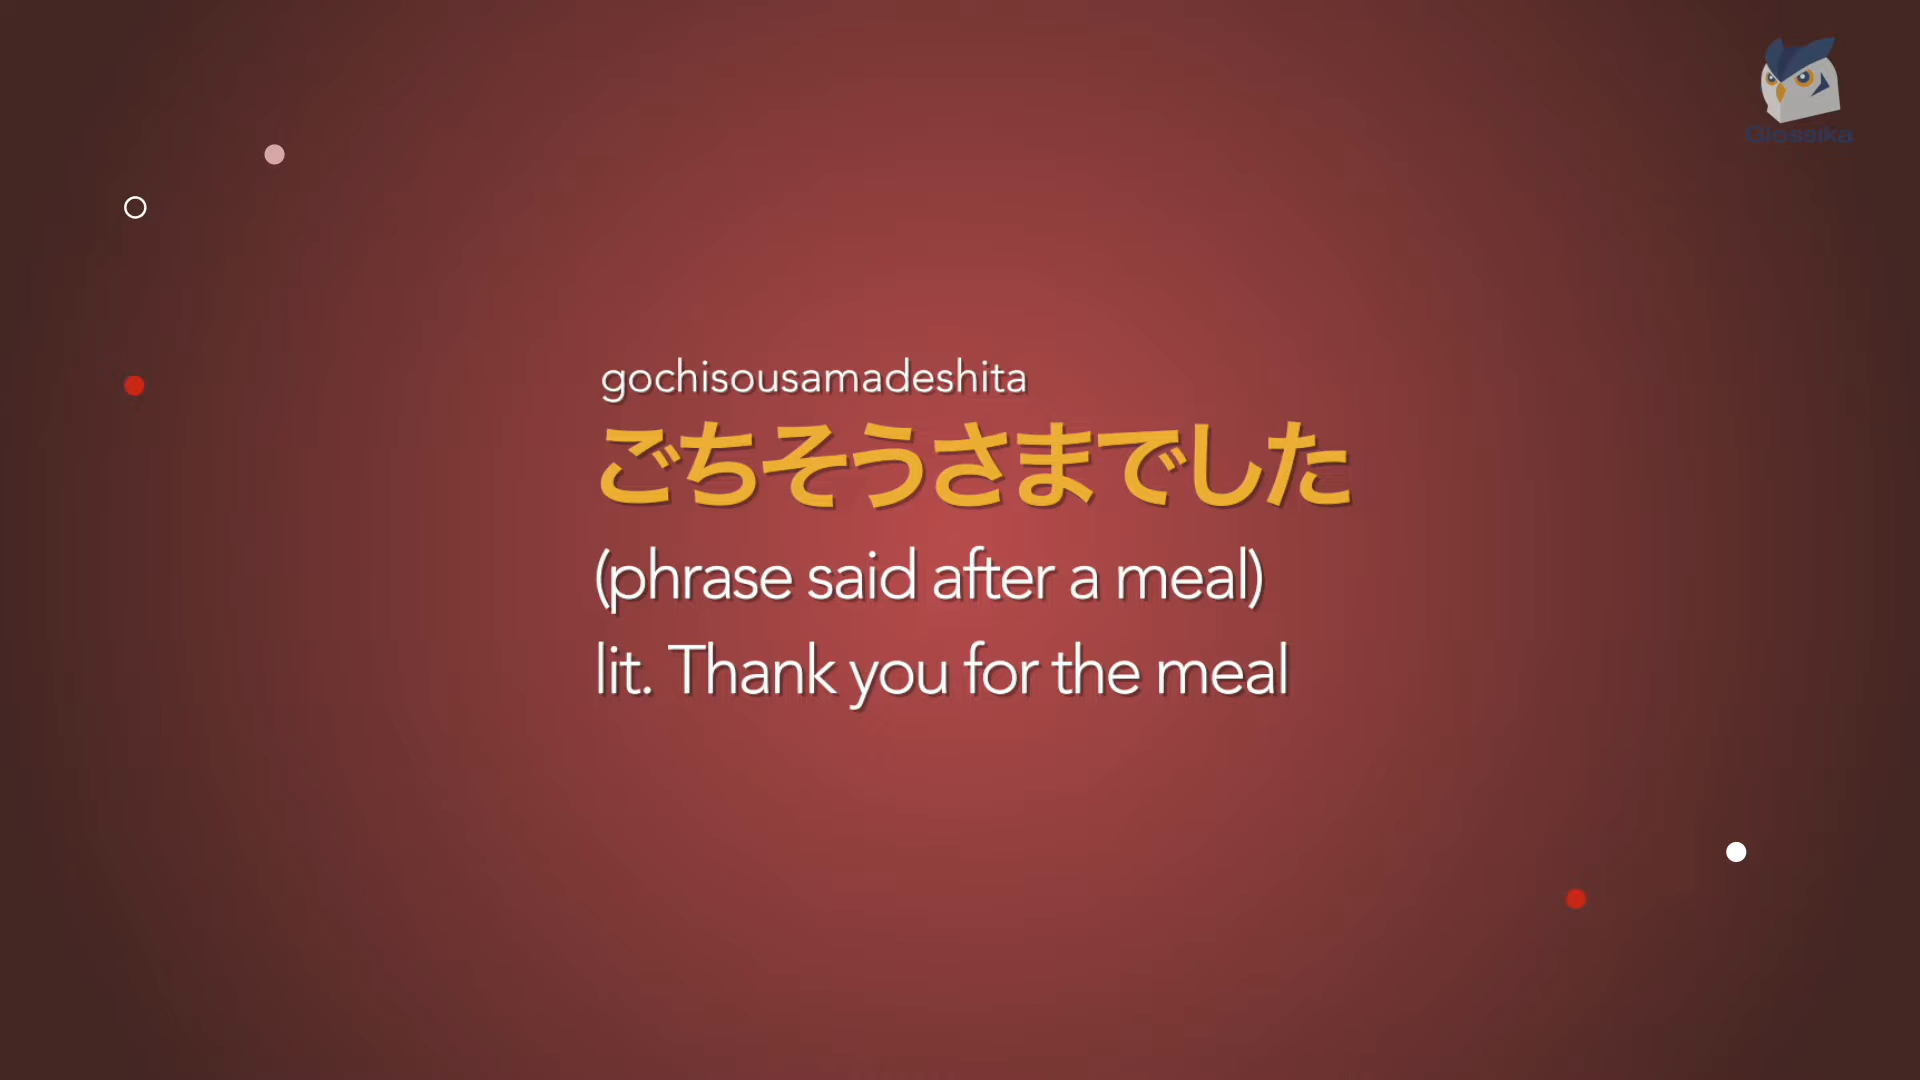 Glossika
gochisousamadeshita
ごちそうさまでした
(phrase said after a meal)
lit. Thank you for the meal